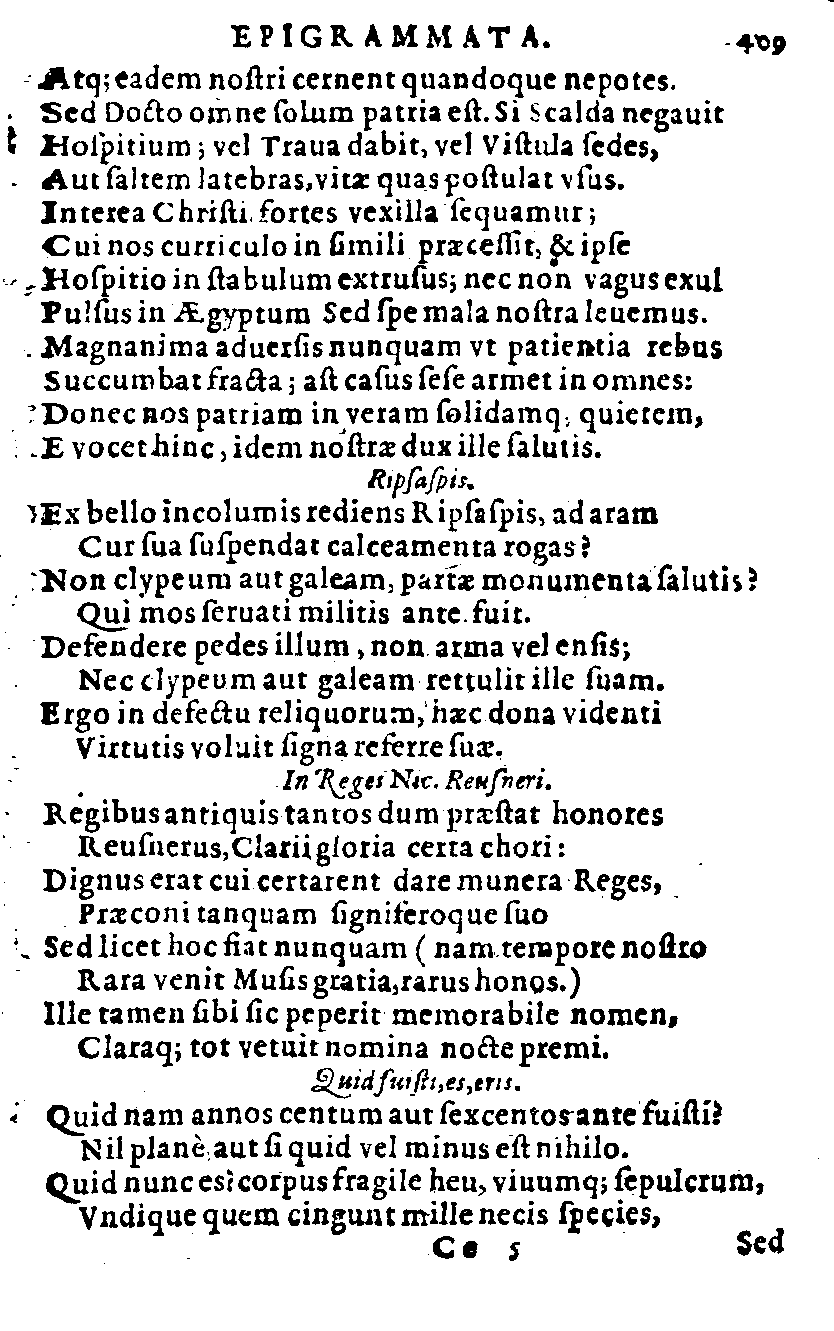 EPIGRAMMATA. 409
Atq; eadem noſtri cernent quandoque nepotes.
Sed Docto omne ſolum patria eſt. Si Scalda negauit
Hoſpitium; vel Traua dabit, vel Viſtula ſedes,
Aut ſaltem latebras, vitæ quas poſtulat vſus.
Interea Chriſti fortes vexilla ſequamur;
Cui nos curriculo in ſimili præceſſit, & ipſe
Hoſpitio in ſtabulum extruſus; nec non vagus exul
Pulſus in Ægyptum Sed ſpe mala noſtra leuemus.
Magnanima aduerſis nunquam vt patientia rebus
Succumbat fracta; aſt caſus ſeſe armet in omnes:
Donec nos patriam in veram ſolidamq; quietem,
E vocet hinc, idem noſtræ dux ille ſalutis.
Ripſaſpis.
Ex bello incolumis rediens Ripſaſpis, ad aram
Cur ſua ſuſpendat calceamenta rogas?
Non clypeum aut galeam, partæ monumenta ſalutis?
Qui mos ſeruati militis ante fuit.
Defendere pedes illum, non arma vel enſis;
Nec clypeum aut galeam rettulit ille ſuam.
Ergo in defectu reliquorum, hæc dona videnti
Virtutis voluit ſigna referre ſuæ.
In Reges Nic. Reuſneri.
Regibus antiquis tantos dum præſtat honores
Reuſnerus, Clarii gloria certa chori:
Dignus erat cui certarent dare munera Reges,
Præconi tanquam ſigniferoque ſuo
Sed licet hoc fiat nunquam ( nam tempore noſtro
Rara venit Muſis gratia, rarus honos.)
Ille tamen ſibi ſic peperit memorabile nomen,
Claraq; tot vetuit nomina nocte premi.
Quid fuiſti, es, eris.
Quid nam annos centum aut ſexcentos ante fuiſti?
Nil planè, aut ſi quid vel minus eſt nihilo.
Quid nunc es? corpus fragile heu, viuumq; ſepulcrum,
Vndique quem cingunt mille necis ſpecies,
Cc 5 Sed